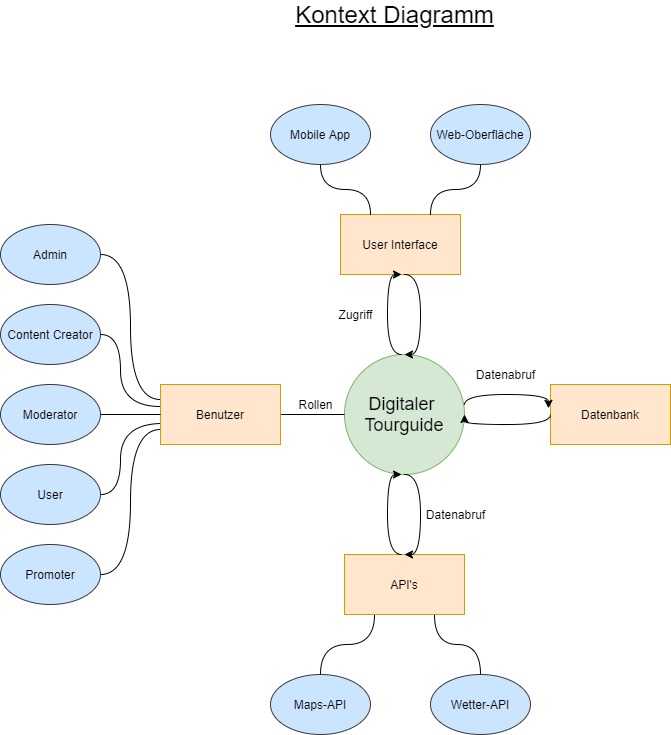 Kontext Diagramm
Mobile App
Web-Oberfläche
User Interface
Admin
Zugriff
Content Creator
Datenabruf
Moderator
Benutzer
Rollen
Digitaler
Tourguide
Datenbank
User
Datenabruf
Promoter
API's
Maps-API
Wetter-API